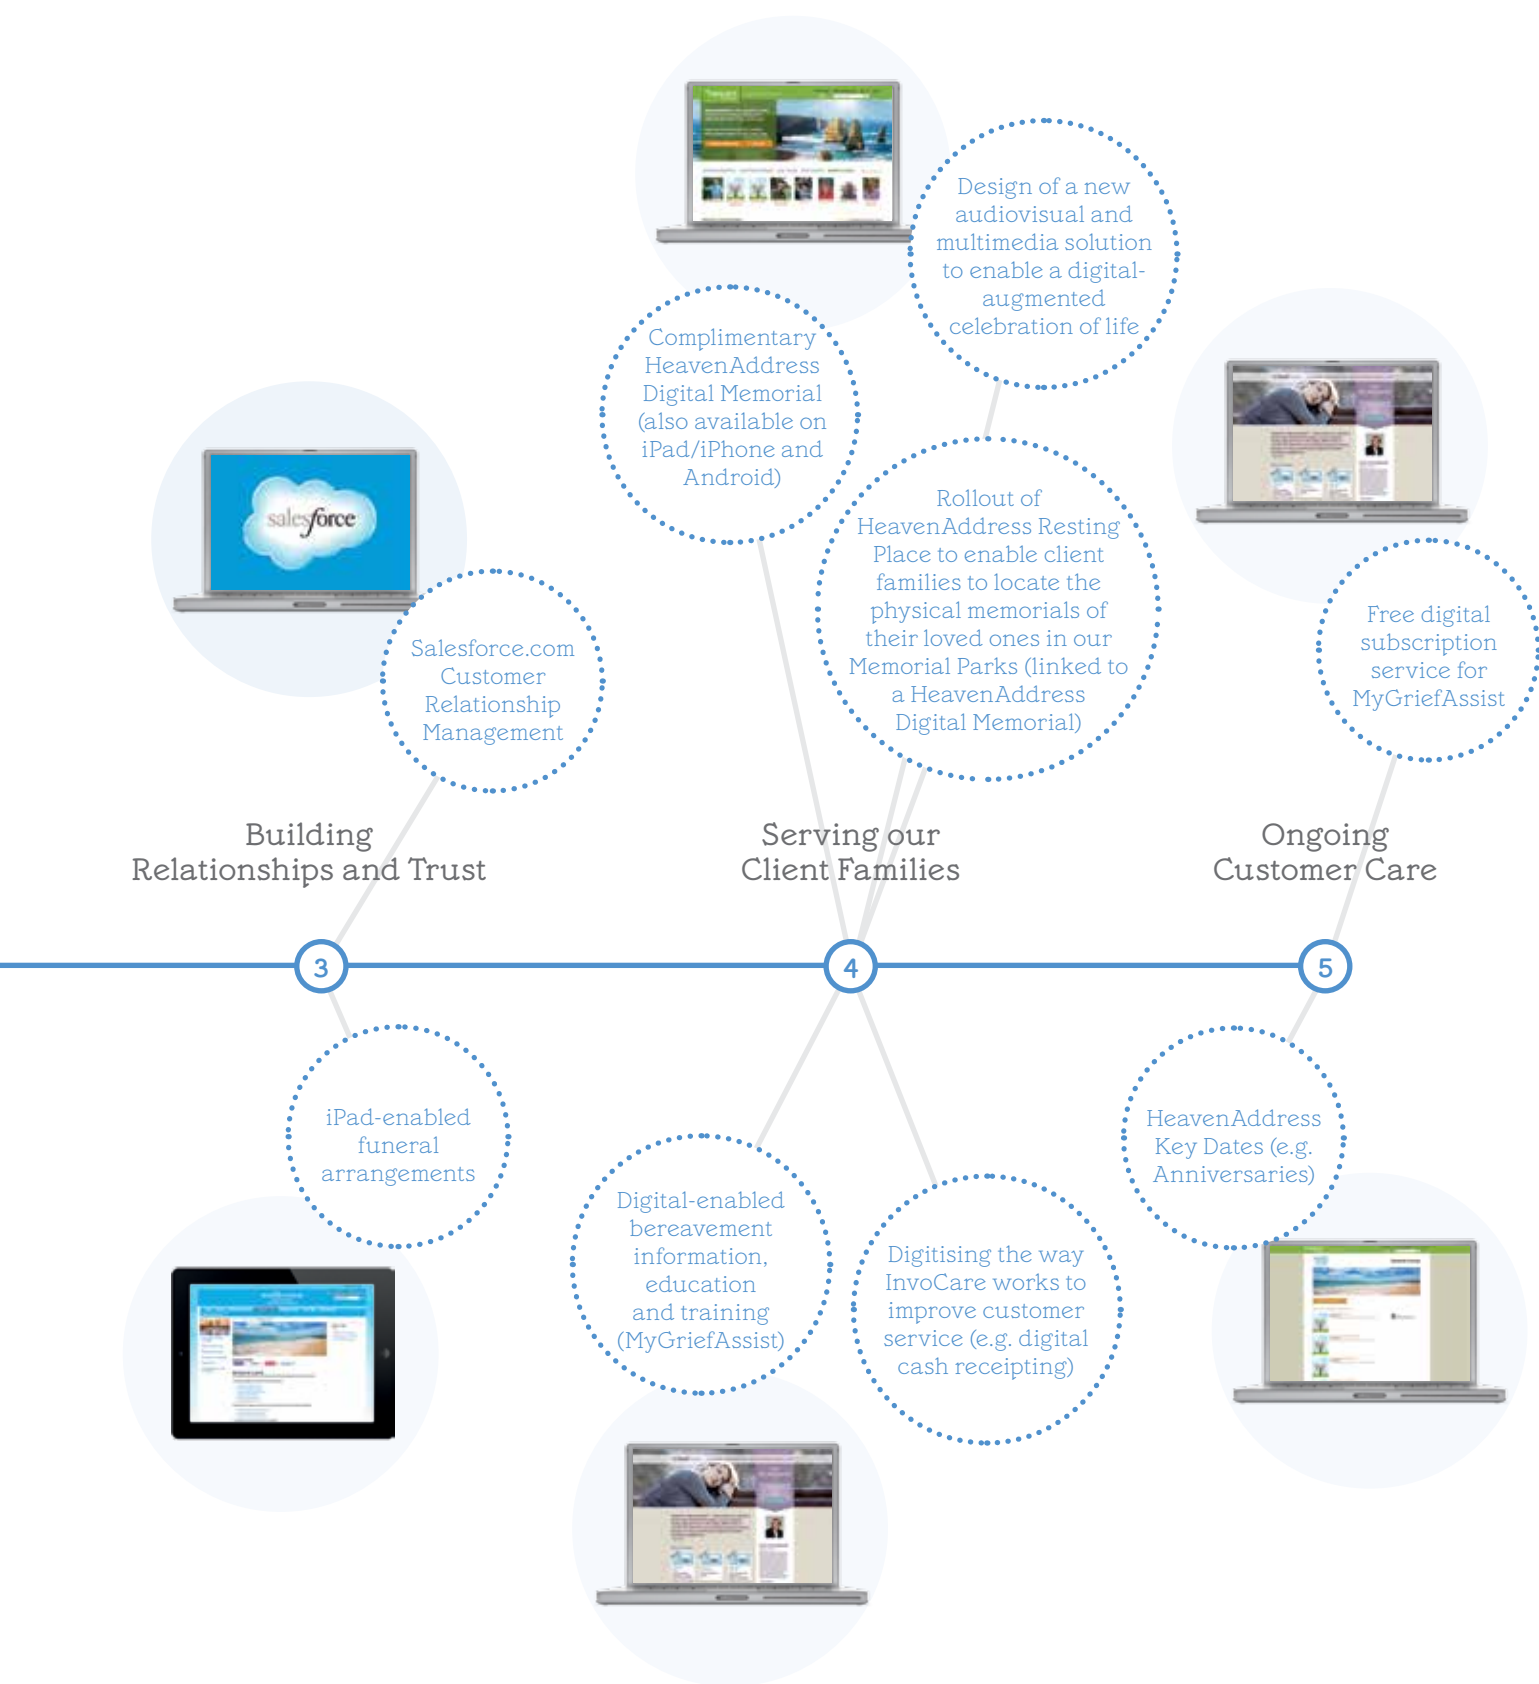 Design of a new
audiovisual and
multimedia solution
to enable a digital-
augmented
celebration of life
Complimentary
HeavenAddress
Digital Memorial
(also available on
iPad/iPhone and
Android)
salesforce
Rollout of
HeavenAddress Resting
Place to enable client
families to locate the
physical memorials of
their loved ones in our
Memorial Parks (linked to
a HeavenAddress
Digital Memorial)
Salesforce.com
Customer
Relationship
Management
Free digital
subscription
service for
MyGriefAssist
Building
Relationships and Trust
Serving our
Client Families
Ongoing
Customer Care
3
4
5
iPad-enabled
funeral
arrangements
Digital-enabled
bereavement
information,
education
and training
(MyGriefAssist)
Digitising the way
InvoCare works to
improve customer
service (e.g. digital
cash receipting)
HeavenAddress
Key Dates (e.g.
Anniversaries)